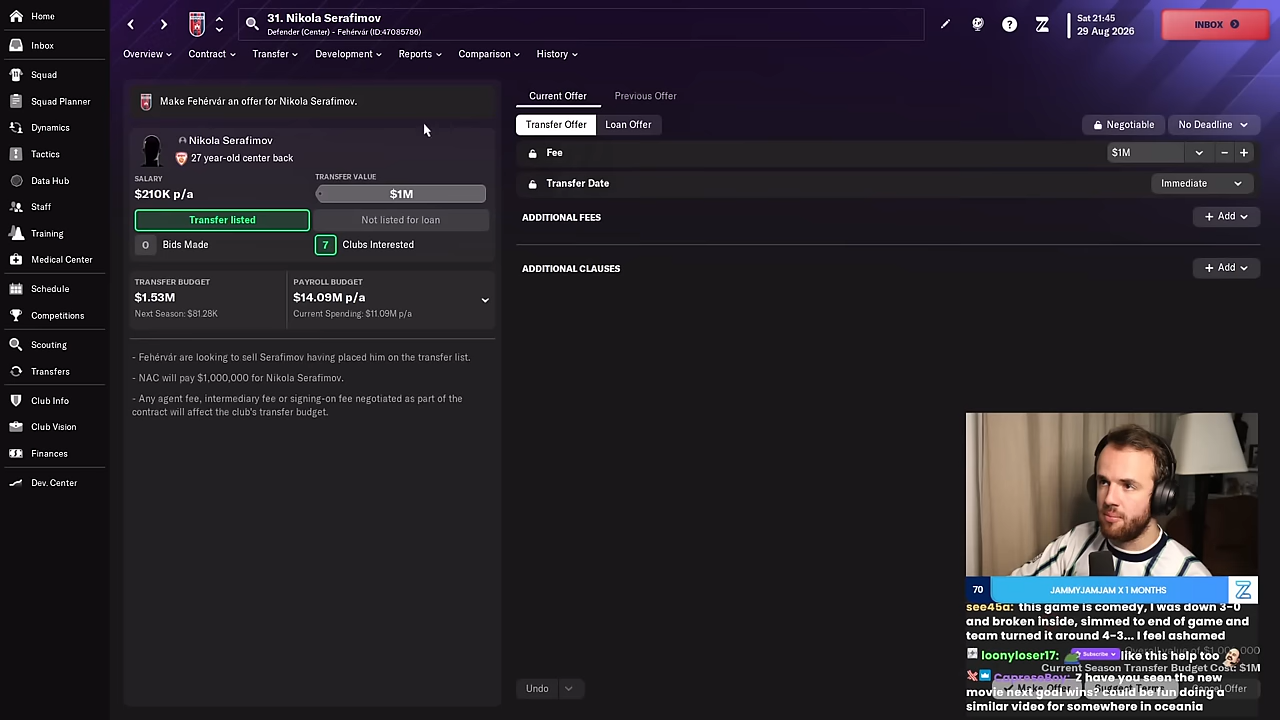 Home
31. Nikola Serafimov
Defender (Center) - Fehérvár (ID:47085786)
Sat 21:45
29 Aug 2026
INBOX
Inbox
Overview
Contract
Transfer
Development
Reports
Comparison
History
Squad
Squad Planner
Dynamics
Tactics
Data Hub
Staff
Training
Medical Center
Schedule
Competitions
Scouting
Transfers
Club Info
Club Vision
Finances
Dev. Center
Make Fehérvár an offer for Nikola Serafimov.
Nikola Serafimov
27 year-old center back
SALARY
$210K p/a
TRANSFER VALUE
$1M
Transfer listed
Not listed for loan
0 Bids Made
7 Clubs Interested
TRANSFER BUDGET
$1.53M
Next Season: $81.28K
PAYROLL BUDGET
$14.09M p/a
Current Spending: $11.09M p/a
- Fehérvár are looking to sell Serafimov having placed him on the transfer list.
- NAC will pay $1,000,000 for Nikola Serafimov.
- Any agent fee, intermediary fee or signing-on fee negotiated as part of the
contract will affect the club's transfer budget.
Current Offer
Previous Offer
Transfer Offer
Loan Offer
Negotiable
No Deadline
Fee
$1M
Transfer Date
Immediate
ADDITIONAL FEES
+ Add
ADDITIONAL CLAUSES
+ Add
Undo
70 JAMMYJAMJAM X 1 MONTHS
see45a: this game is comedy, I was down 3-0
and broken inside, simmed to end of game and
team turned it around 4-3... I feel ashamed
loonyloser17: Subscribe like this help too
Current Season Transfer Budget Cost: $1M
CapreseBoy: Z have you seen the new
movie next goal wins? could be fun doing a
similar video for somewhere in oceania
Cancel Offer